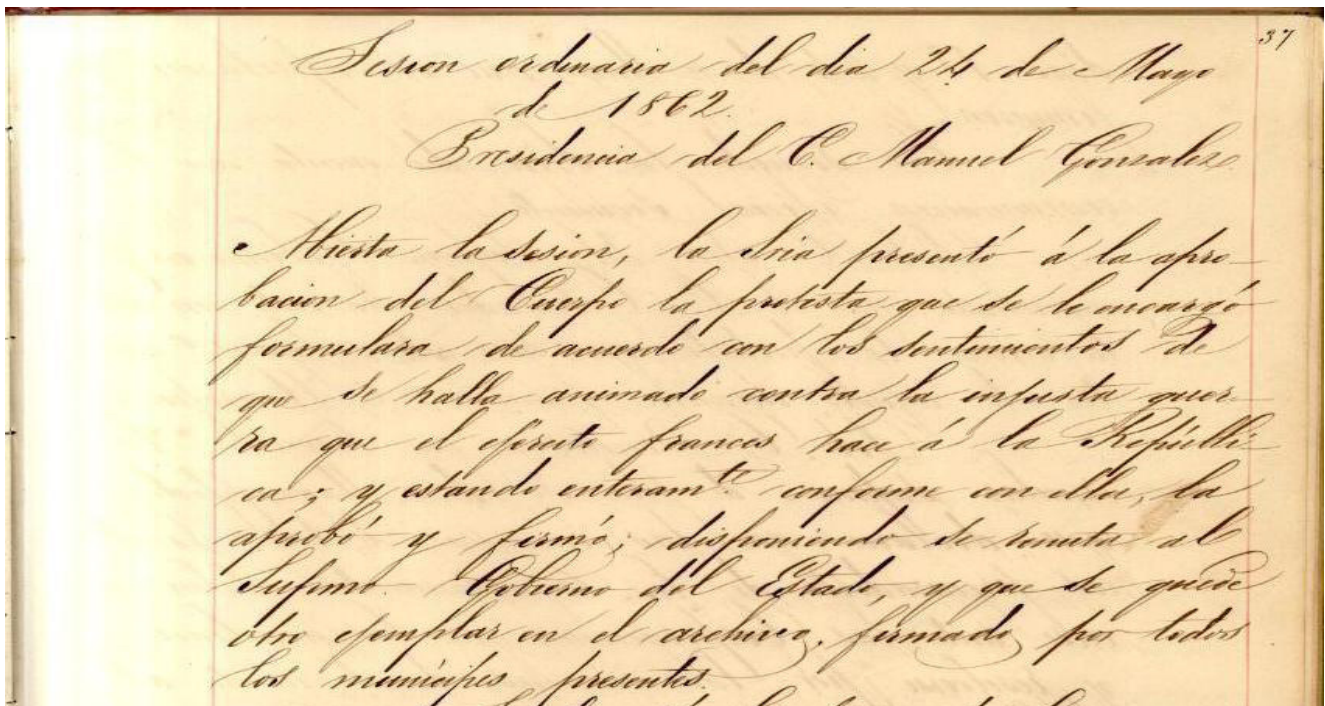 37
Sesion ordinaria del dia 24 de Mayo
de 1862.
Presidencia del C. Manuel Gonzalez.
Abierta la sesion, la Sria presentó á la apro-
bacion del Cuerpo la protesta que se le encargó
formulara de acuerdo con los sentimientos de
que se halla animado contra la injusta guer-
ra que el ejército frances hace á la Repúbli-
ca; y estando enteramte. conforme con ella, la
aprobó y firmó; disponiendo se remita al
Supmo. Gobierno del Estado, y que se quede
otro ejemplar en el archivo, firmado por todos
los munícipes presentes.